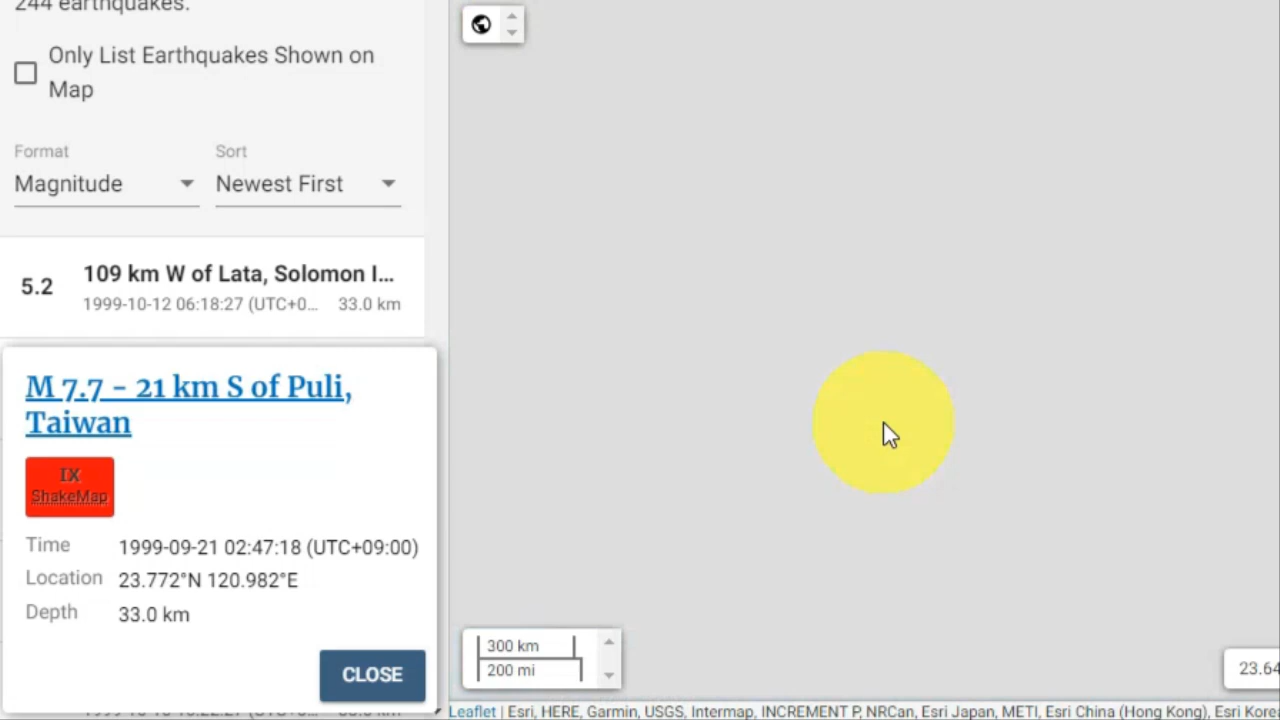 244 earthquakes.
Only List Earthquakes Shown on
Map
Format
Sort
Magnitude
Newest First
5.2
109 km W of Lata, Solomon I...
1999-10-12 06:18:27 (UTC+0...
33.0 km
M 7.7 - 21 km S of Puli,
Taiwan
IX
ShakeMap
Time
1999-09-21 02:47:18 (UTC+09:00)
Location
23.772°N 120.982°E
Depth
33.0 km
CLOSE
300 km
200 mi
23.64
Leaflet | Esri, HERE, Garmin, USGS, Intermap, INCREMENT P, NRCan, Esri Japan, METI, Esri China (Hong Kong), Esri Kore